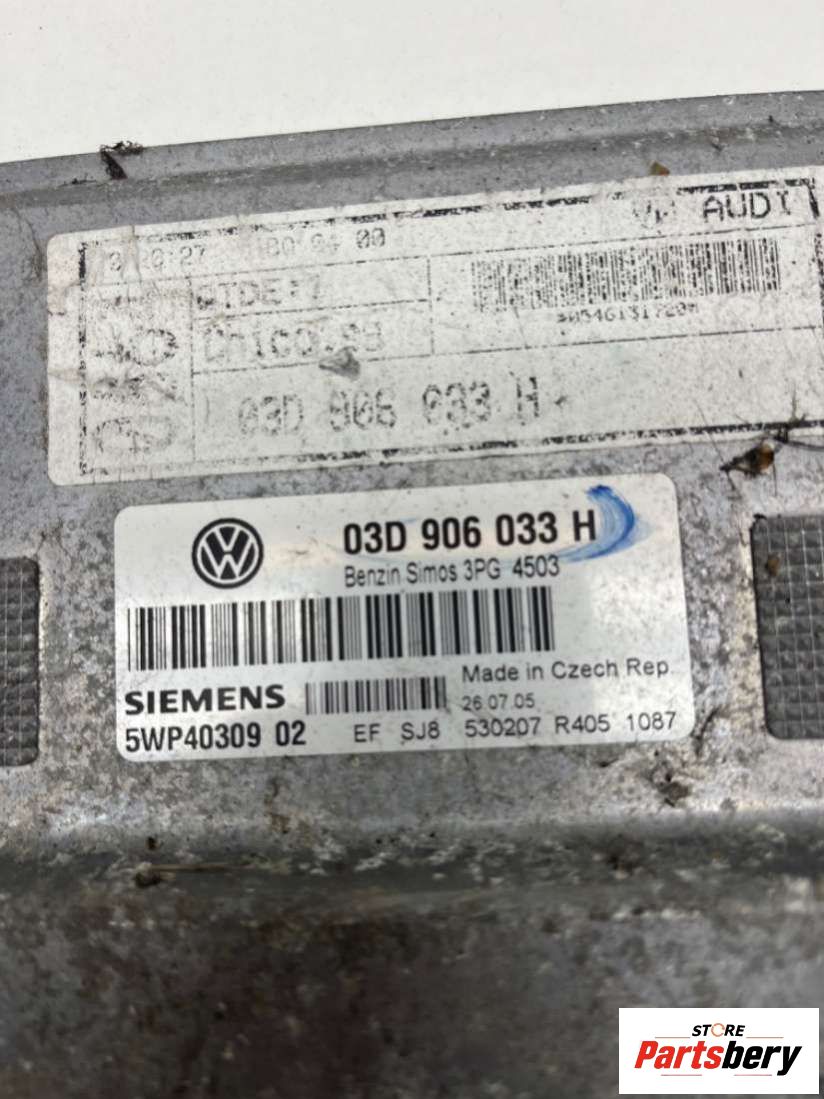 AUDI
03D 906 033 H
03D 906 033 H
Benzin Simos 3PG 4503
Made in Czech Rep.
SIEMENS
26.07.05
5WP40309 02 EF SJ8 530207 R405 1087
STORE
Partsbery